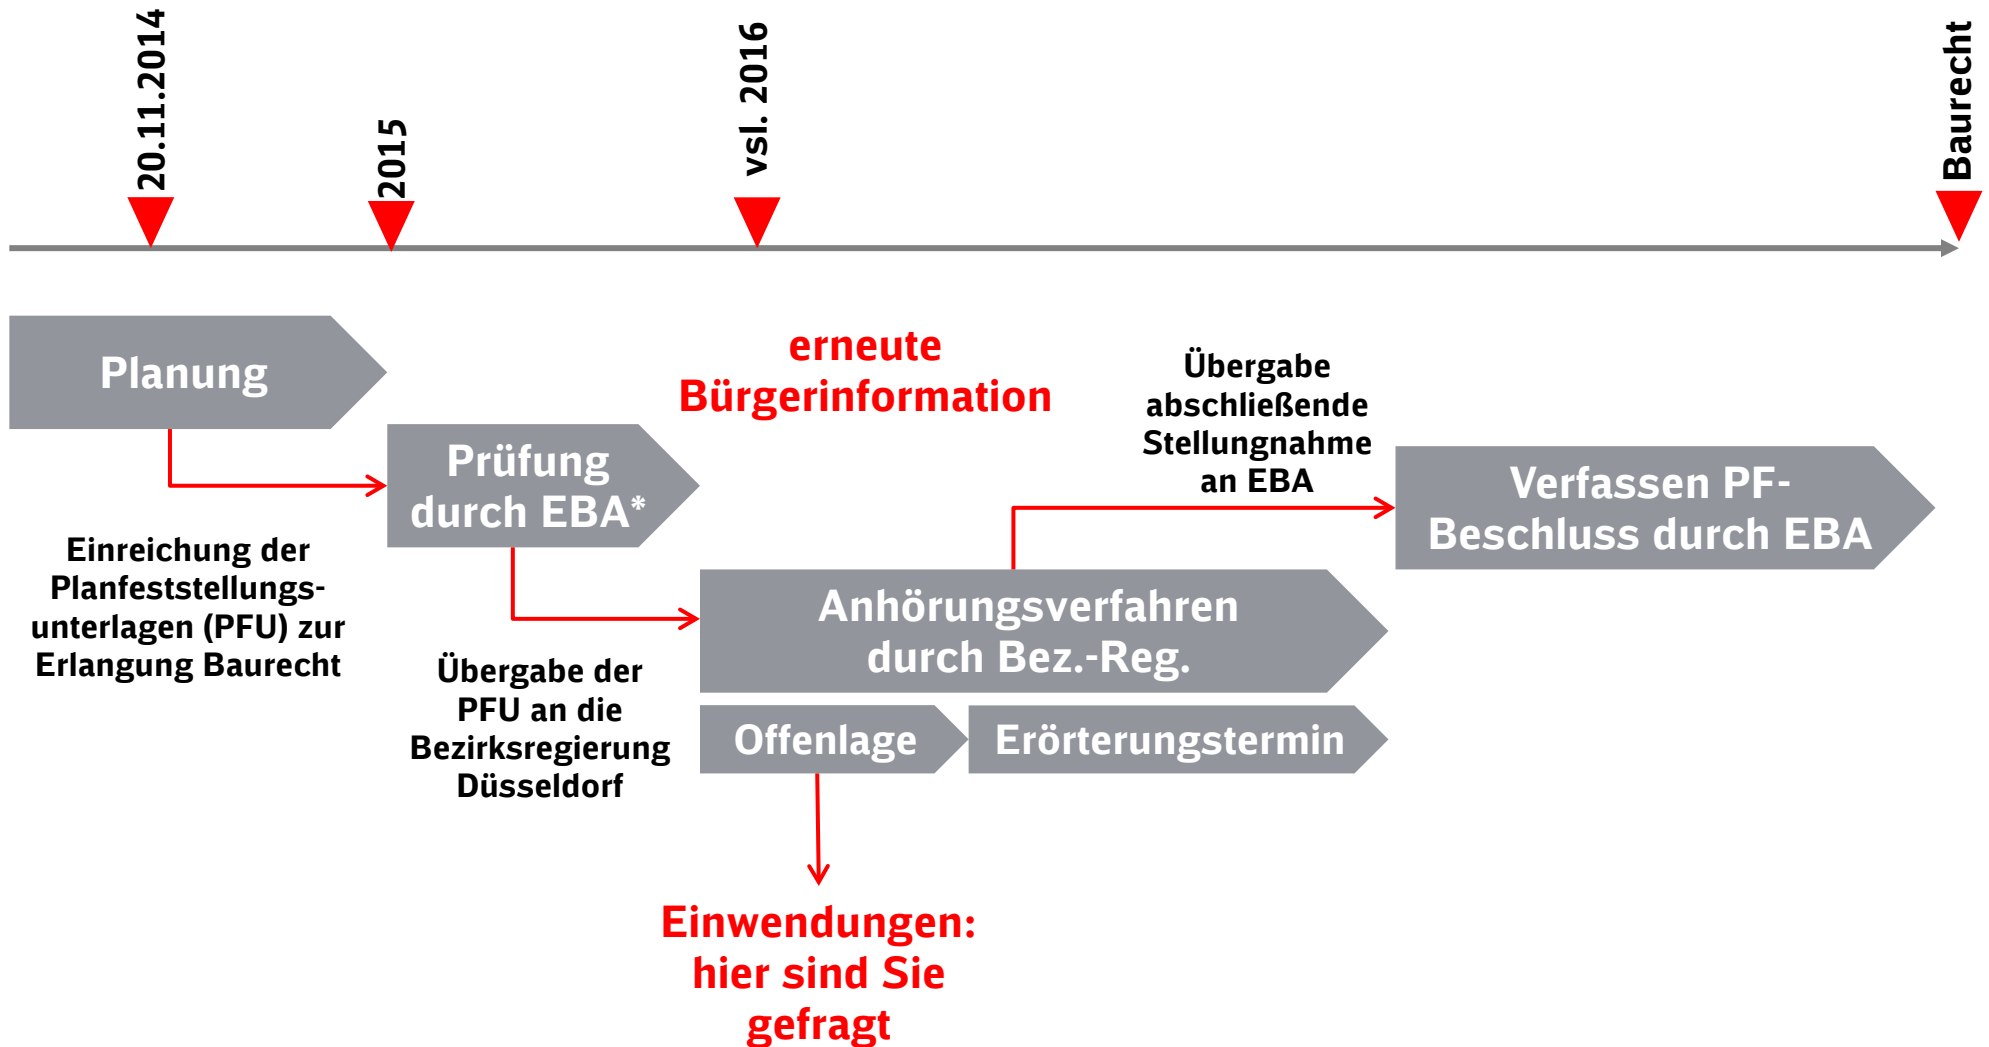 20.11.2014
2015
vsl. 2016
Baurecht
Planung
erneute
Bürgerinformation
Übergabe
abschließende
Stellungnahme
an EBA
Prüfung
durch EBA*
Verfassen PF-
Beschluss durch EBA
Einreichung der
Planfeststellungs-
unterlagen (PFU) zur
Erlangung Baurecht
Anhörungsverfahren
durch Bez.-Reg.
Übergabe der
PFU an die
Bezirksregierung
Düsseldorf
Offenlage
Erörterungstermin
Einwendungen:
hier sind Sie
gefragt